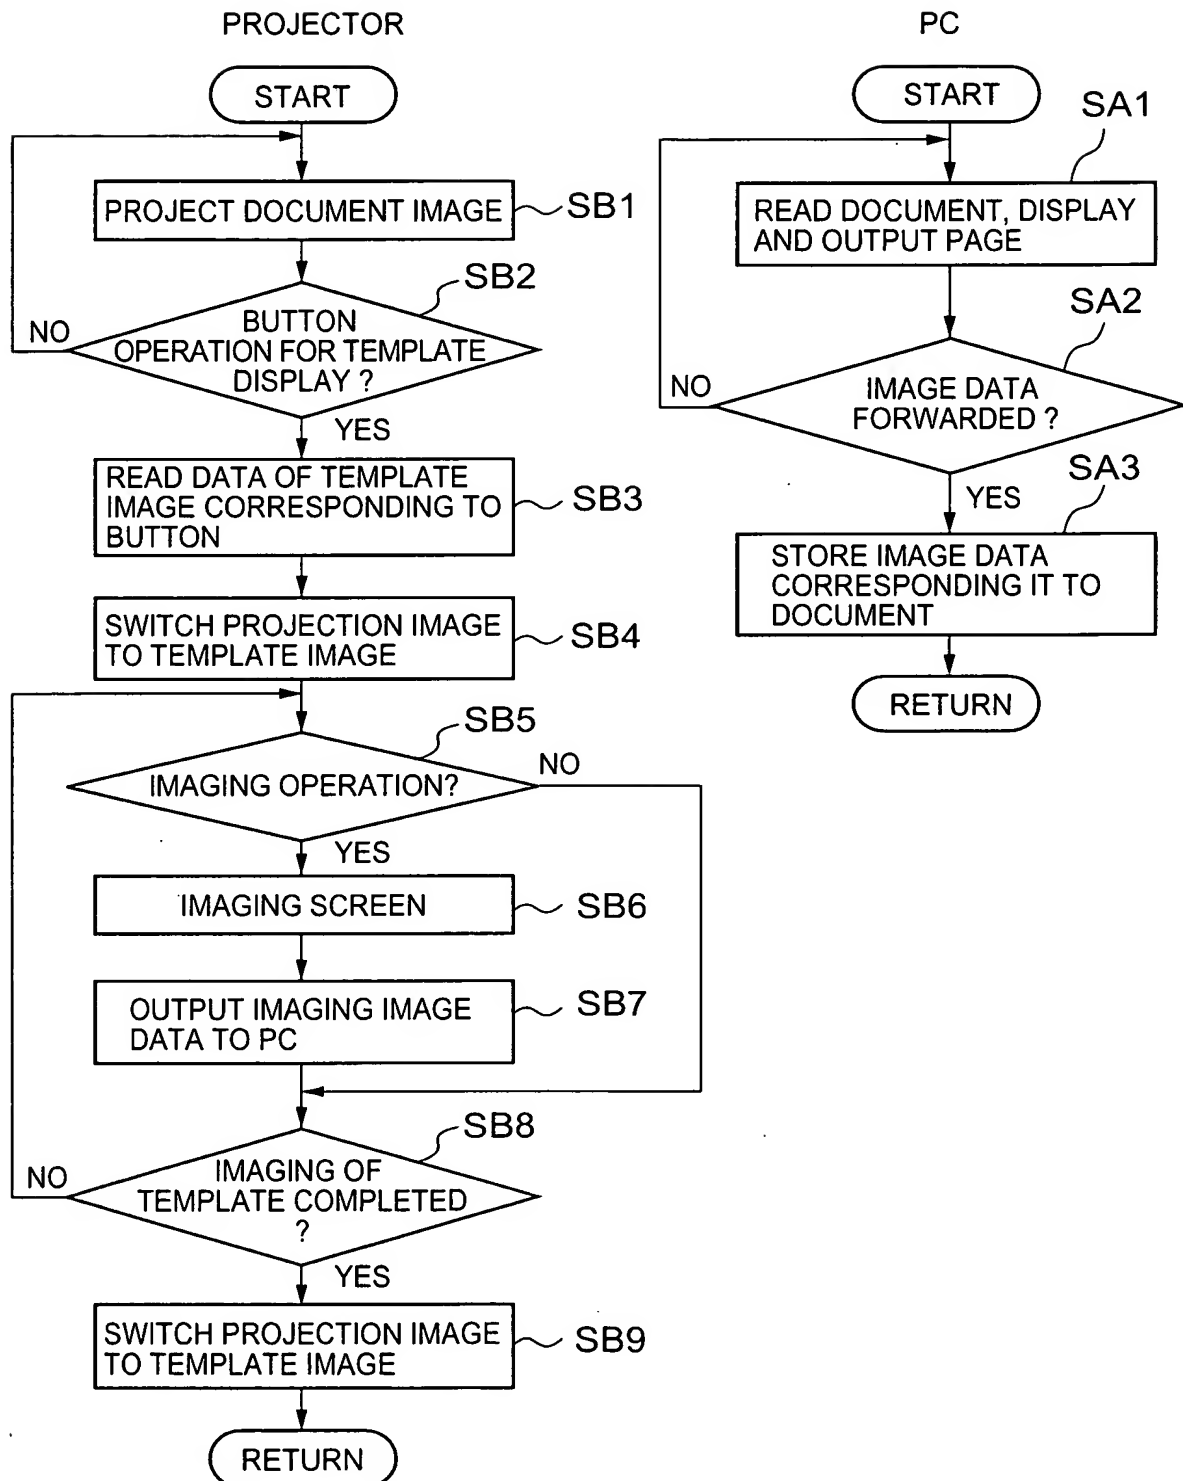 PROJECTOR
START
PROJECT DOCUMENT IMAGE
SB1
SB2
NO
BUTTON
OPERATION FOR TEMPLATE
DISPLAY ?
YES
READ DATA OF TEMPLATE
IMAGE CORRESPONDING TO
BUTTON
SB3
SWITCH PROJECTION IMAGE
TO TEMPLATE IMAGE
SB4
SB5
IMAGING OPERATION?
NO
YES
IMAGING SCREEN
SB6
OUTPUT IMAGING IMAGE
DATA TO PC
SB7
SB8
NO
IMAGING OF
TEMPLATE COMPLETED
?
YES
SWITCH PROJECTION IMAGE
TO TEMPLATE IMAGE
SB9
RETURN
PC
START
SA1
READ DOCUMENT, DISPLAY
AND OUTPUT PAGE
SA2
NO
IMAGE DATA
FORWARDED ?
SA3
YES
STORE IMAGE DATA
CORRESPONDING IT TO
DOCUMENT
RETURN